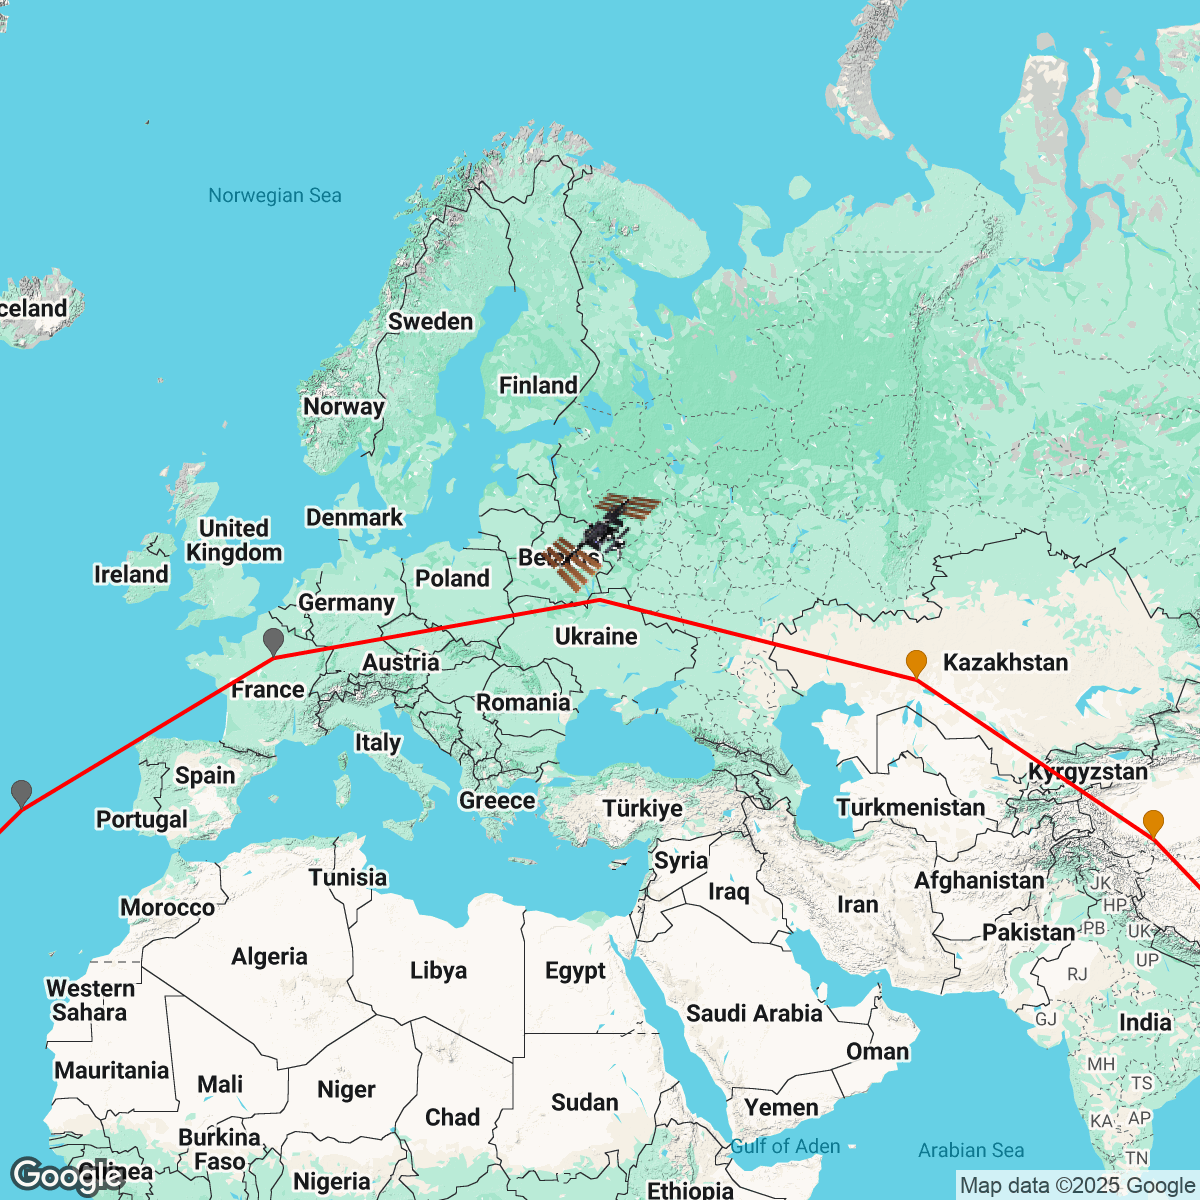 Norwegian Sea
celand
Sweden
Finland
Norway
Denmark
United
Kingdom
Ireland
Poland
Germany
Ukraine
Austria
France
Kazakhstan
Romania
Italy
Spain
Kyrgyzstan
Greece
Türkiye
Turkmenistan
Portugal
Syria
Tunisia
Iraq
Afghanistan
JK
Morocco
Iran
HP
Pakistan
PB
UK
Algeria
Libya
Egypt
UP
RJ
Western
Sahara
Saudi Arabia
GJ
India
Oman
Mauritania
Mali
Niger
MH
TS
Chad
Sudan
Yemen
KA
AP
Burkina
Faso
Gulf of Aden
Arabian Sea
TN
Nigeria
Ethiopia
Google
Map data ©2025 Google